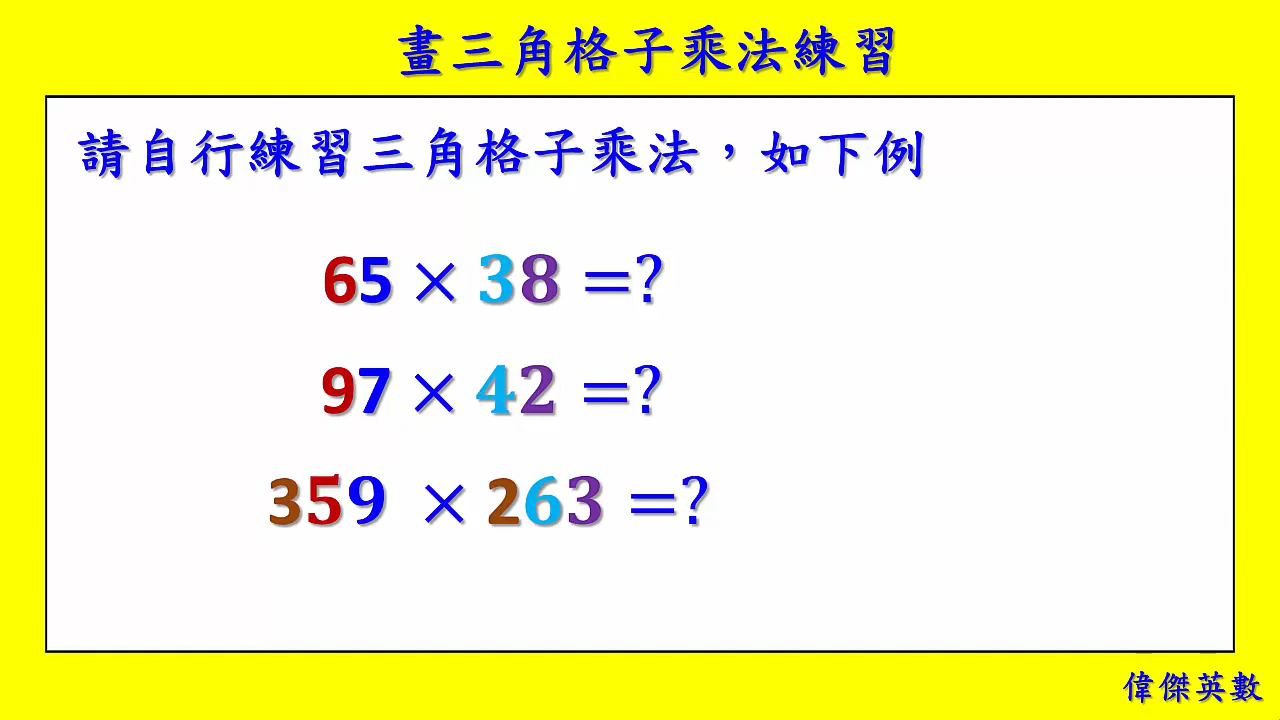 畫三角格子乘法練習
請自行練習三角格子乘法，如下例
65 × 38 =?
97 × 42 =?
359 × 263 =?
偉傑英數